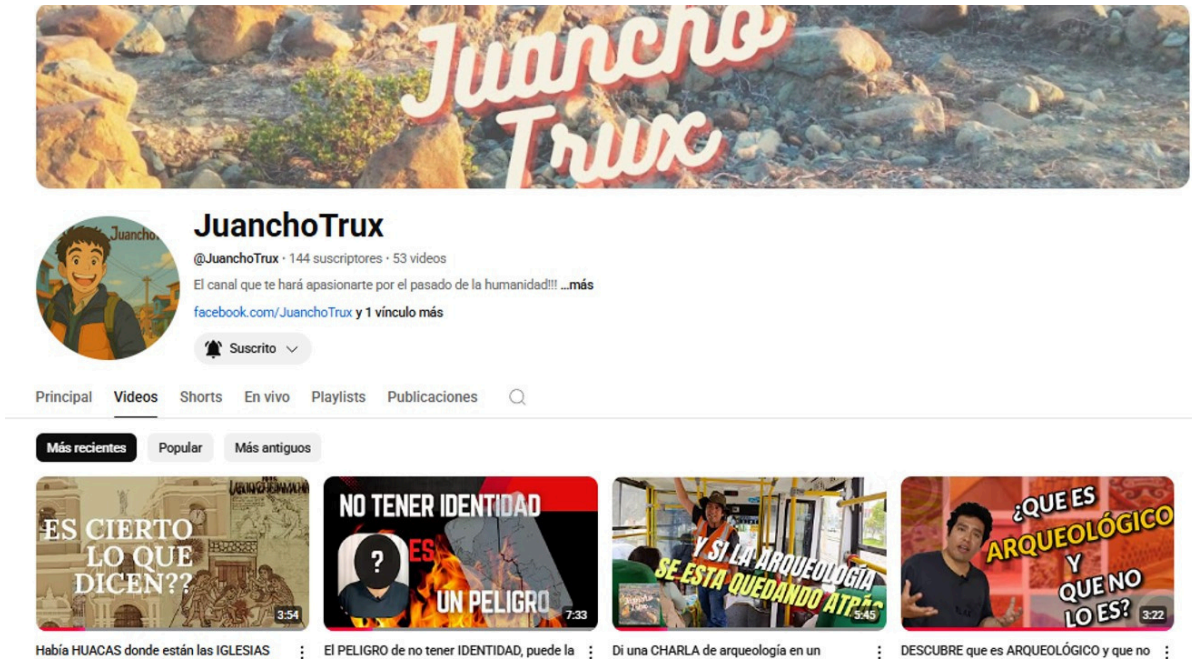 Juancho
Trux
Juancho
JuanchoTrux
@JuanchoTrux · 144 suscriptores · 53 videos
El canal que te hará apasionarte por el pasado de la humanidad!!! ...más
facebook.com/JuanchoTrux y 1 vínculo más
Suscrito
Principal Videos Shorts En vivo Playlists Publicaciones
Más recientes Popular Más antiguos
ES CIERTO
LO QUE
DICEN??
3:54
NO TENER IDENTIDAD
?
ES
UN PELIGRO
7:33
Y SI LA ARQUEOLOGÍA
SE ESTA QUEDANDO ATRÁS
5:45
¿QUE ES
ARQUEOLÓGICO
Y
QUE NO
LO ES?
3:22
Había HUACAS donde están las IGLESIAS
El PELIGRO de no tener IDENTIDAD, puede la
Di una CHARLA de arqueología en un
DESCUBRE que es ARQUEOLÓGICO y que no